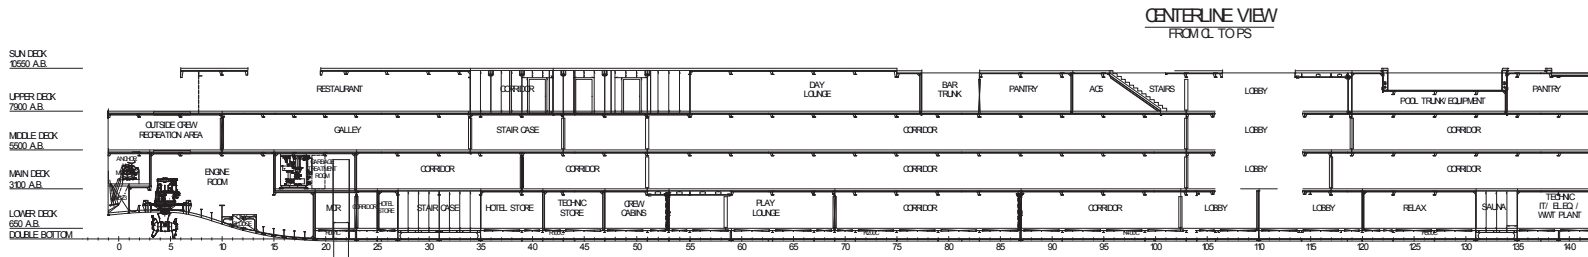 CENTERLINE VIEW
FROM CL TO PS
SUN DECK
10550 A.B.
UPPER DECK
7900 A.B.
MIDDLE DECK
5500 A.B.
MAIN DECK
3100 A.B.
LOWER DECK
650 A.B.
DOUBLE BOTTOM
RESTAURANT
CORRIDOR
DAY
LOUNGE
BAR
TRUNK
PANTRY
AC5
STAIRS
LOBBY
POOL TRUNK/EQUIPMENT
PANTRY
OUTSIDE CREW
RECREATION AREA
GALLEY
STAIR CASE
CORRIDOR
LOBBY
CORRIDOR
ANCHOR
ENGINE
ROOM
GARBAGE
TREATMENT
ROOM
CORRIDOR
CORRIDOR
CORRIDOR
LOBBY
CORRIDOR
MCR
CORRIDOR
HOTEL
STORE
STAIR CASE
HOTEL STORE
TECHNIC
STORE
CREW
CABINS
PLAY
LOUNGE
CORRIDOR
CORRIDOR
LOBBY
LOBBY
RELAX
SAUNA
TECHNIC
IT/ ELEQ./
WWT PLANT
0 5 10 15 20 25 30 35 40 45 50 55 60 65 70 75 80 85 90 95 100 105 110 115 120 125 130 135 140